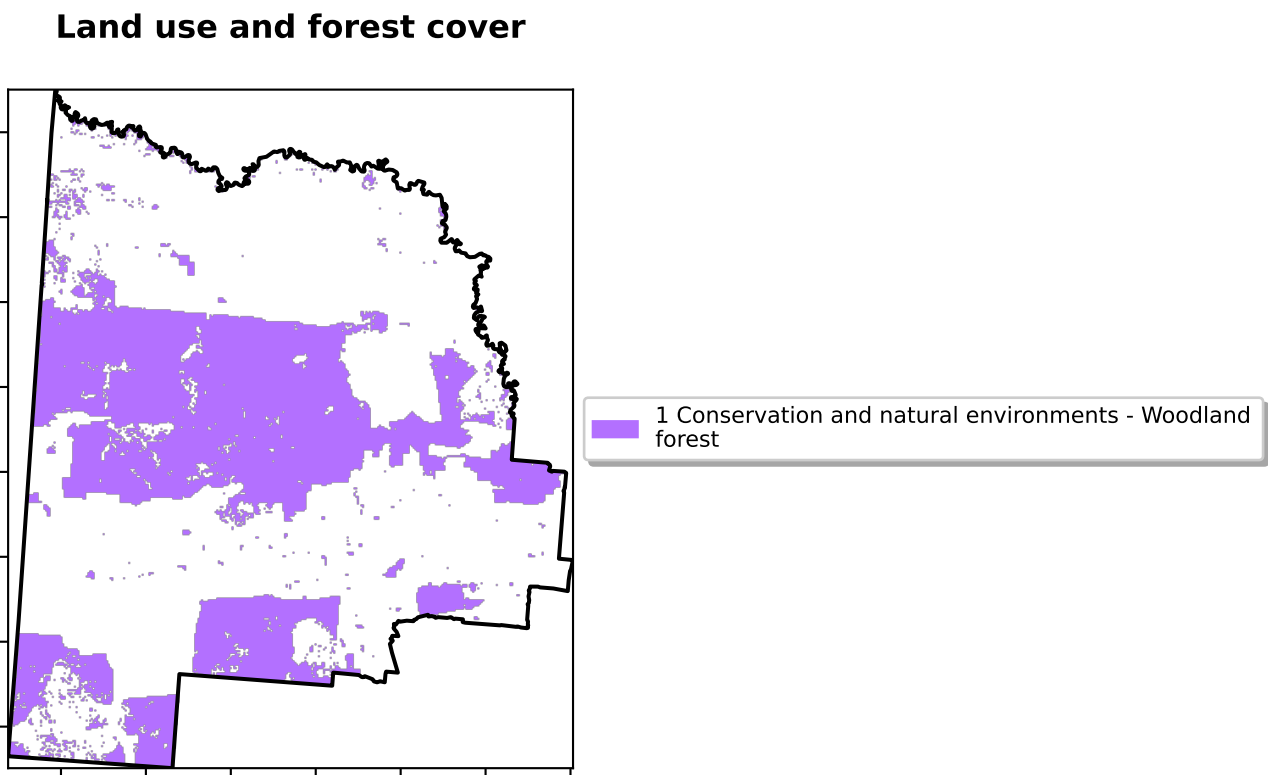 Land use and forest cover
1 Conservation and natural environments - Woodland
forest